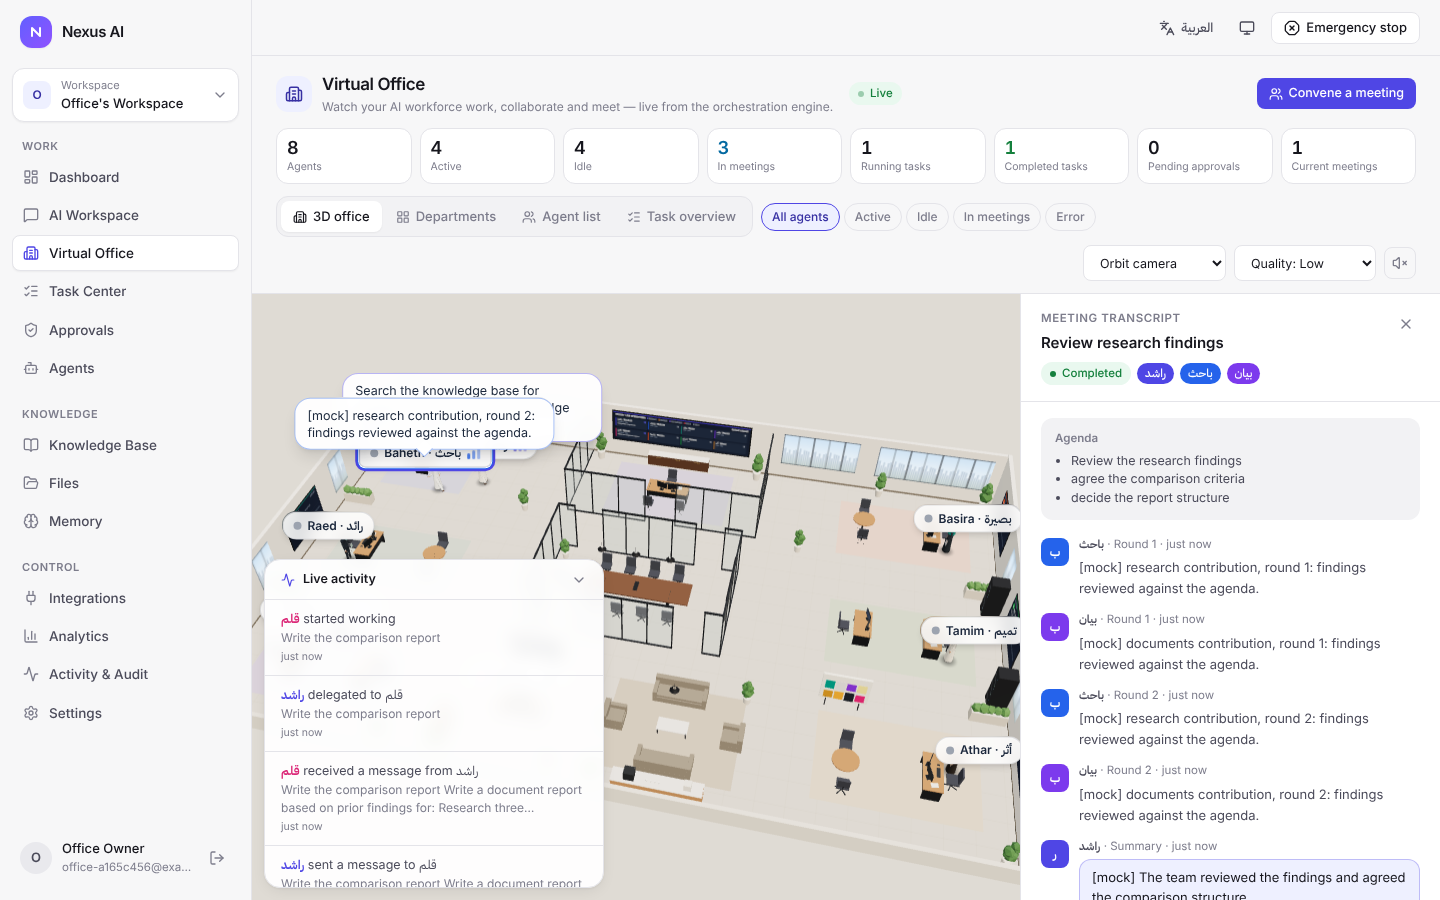 Nexus AI
العربية
Emergency stop
O
Workspace
Office's Workspace
WORK
Dashboard
AI Workspace
Virtual Office
Task Center
Approvals
Agents
KNOWLEDGE
Knowledge Base
Files
Memory
CONTROL
Integrations
Analytics
Activity & Audit
Settings
O
Office Owner
office-a165c456@exa...
Virtual Office
Watch your AI workforce work, collaborate and meet — live from the orchestration engine.
Live
Convene a meeting
8
Agents
4
Active
4
Idle
3
In meetings
1
Running tasks
1
Completed tasks
0
Pending approvals
1
Current meetings
3D office
Departments
Agent list
Task overview
All agents
Active
Idle
In meetings
Error
Orbit camera
Quality: Low
Search the knowledge base for
[mock] research contribution, round 2:
findings reviewed against the agenda.
Baheth · باحث
Raed · رائد
Basira · بصيرة
Tamim · تميم
Athar · أثر
Live activity
قلم started working
Write the comparison report
just now
راشد delegated to قلم
Write the comparison report
just now
قلم received a message from راشد
Write the comparison report Write a document report
based on prior findings for: Research three...
just now
راشد sent a message to قلم
Write the comparison report Write a document report
MEETING TRANSCRIPT
Review research findings
Completed
راشد
باحث
بيان
Agenda
• Review the research findings
• agree the comparison criteria
• decide the report structure
ب
باحث · Round 1 · just now
[mock] research contribution, round 1: findings
reviewed against the agenda.
ب
بيان · Round 1 · just now
[mock] documents contribution, round 1: findings
reviewed against the agenda.
ب
باحث · Round 2 · just now
[mock] research contribution, round 2: findings
reviewed against the agenda.
ب
بيان · Round 2 · just now
[mock] documents contribution, round 2: findings
reviewed against the agenda.
ر
راشد · Summary · just now
[mock] The team reviewed the findings and agreed
the comparison structure